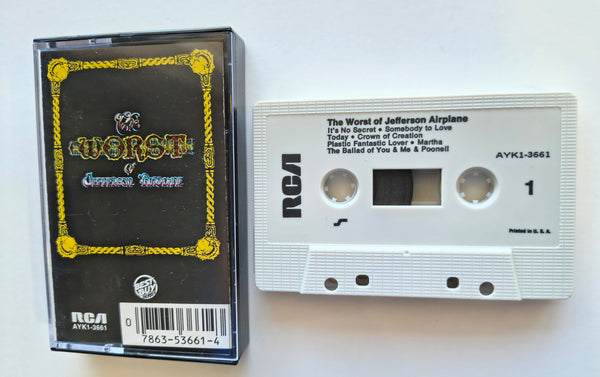 The
WORST
of
Jefferson Airplane
BEST
BUY
RCA
AYK1-3661
0
7863-53661-4
The Worst of Jefferson Airplane
It's No Secret • Somebody to Love
Today • Crown of Creation
Plastic Fantastic Lover • Martha
The Ballad of You & Me & Pooneil
RCA
AYK1-3661
1
Printed in U. S. A.